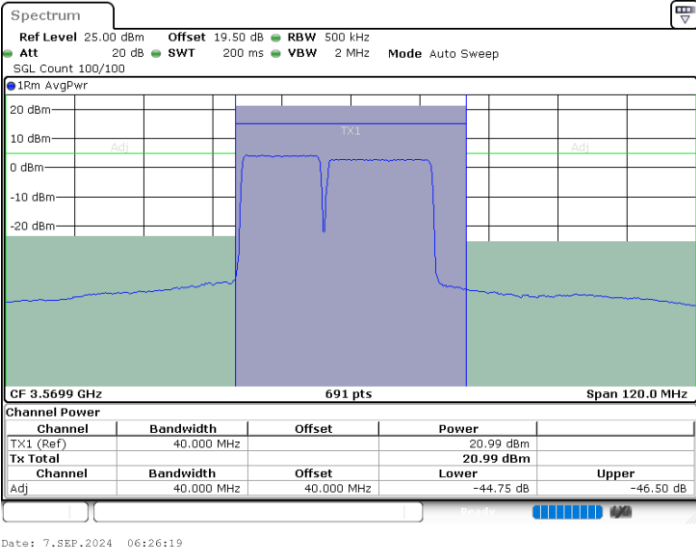 Spectrum
Ref Level 25.00 dBm Offset 19.50 dB RBW 500 kHz
Att 20 dB SWT 200 ms VBW 2 MHz Mode Auto Sweep
SGL Count 100/100
1Rm AvgPwr
20 dBm
TX1
10 dBm
Adj Adj
0 dBm
-10 dBm
-20 dBm
CF 3.5699 GHz 691 pts Span 120.0 MHz
Channel Power
Channel Bandwidth Offset Power
TX1 (Ref) 40.000 MHz 20.99 dBm
Tx Total 20.99 dBm
Channel Bandwidth Offset Lower Upper
Adj 40.000 MHz 40.000 MHz -44.75 dB -46.50 dB
Ready
Date: 7.SEP.2024 06:26:19